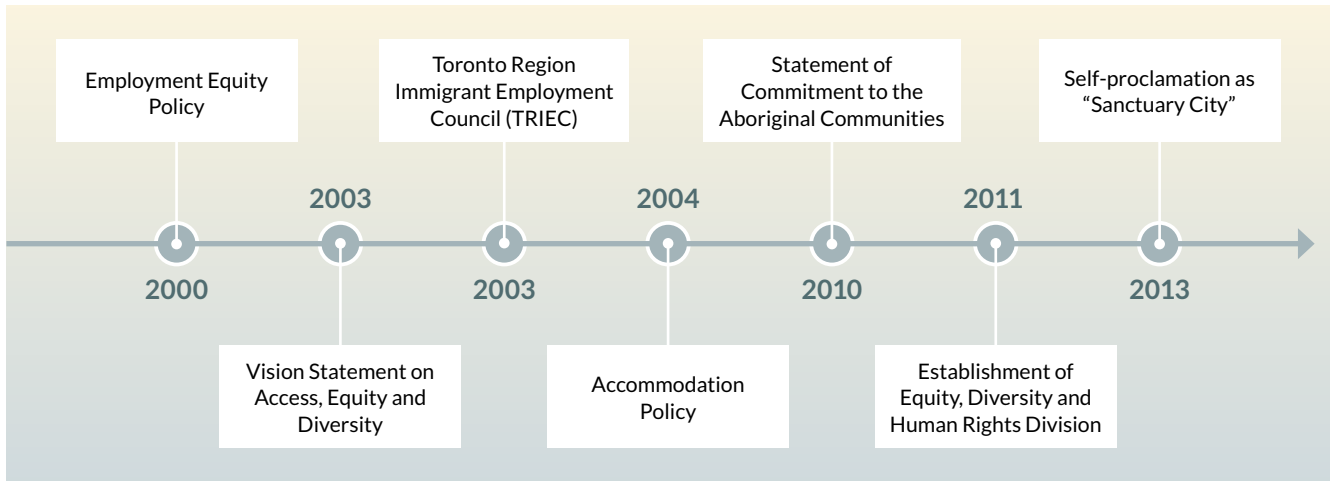 Employment Equity
Policy
Toronto Region
Immigrant Employment
Council (TRIEC)
Statement of
Commitment to the
Aboriginal Communities
Self-proclamation as
“Sanctuary City”
2003
2004
2011
2000
2003
2010
2013
Vision Statement on
Access, Equity and
Diversity
Accommodation
Policy
Establishment of
Equity, Diversity and
Human Rights Division